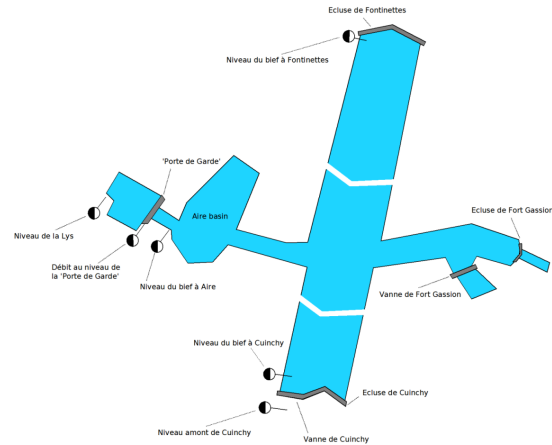 Ecluse de Fontinettes
Niveau du bief à Fontinettes
'Porte de Garde'
Aire basin
Ecluse de Fort Gassion
Niveau de la Lys
Débit au niveau de
la 'Porte de Garde'
Niveau du bief à Aire
Vanne de Fort Gassion
Niveau du bief à Cuinchy
Ecluse de Cuinchy
Niveau amont de Cuinchy
Vanne de Cuinchy